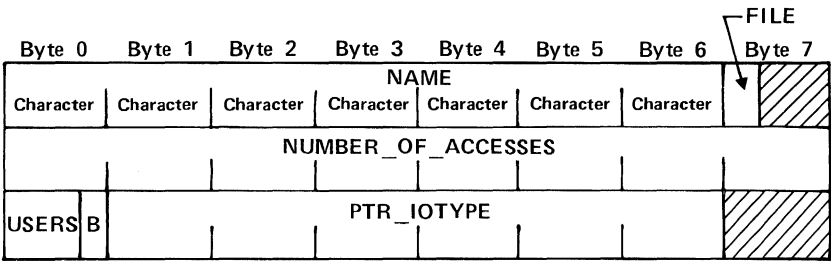 FILE
Byte 0 Byte 1 Byte 2 Byte 3 Byte 4 Byte 5 Byte 6 Byte 7
NAME
Character Character Character Character Character Character Character
NUMBER_OF_ACCESSES
USERS B PTR_IOTYPE